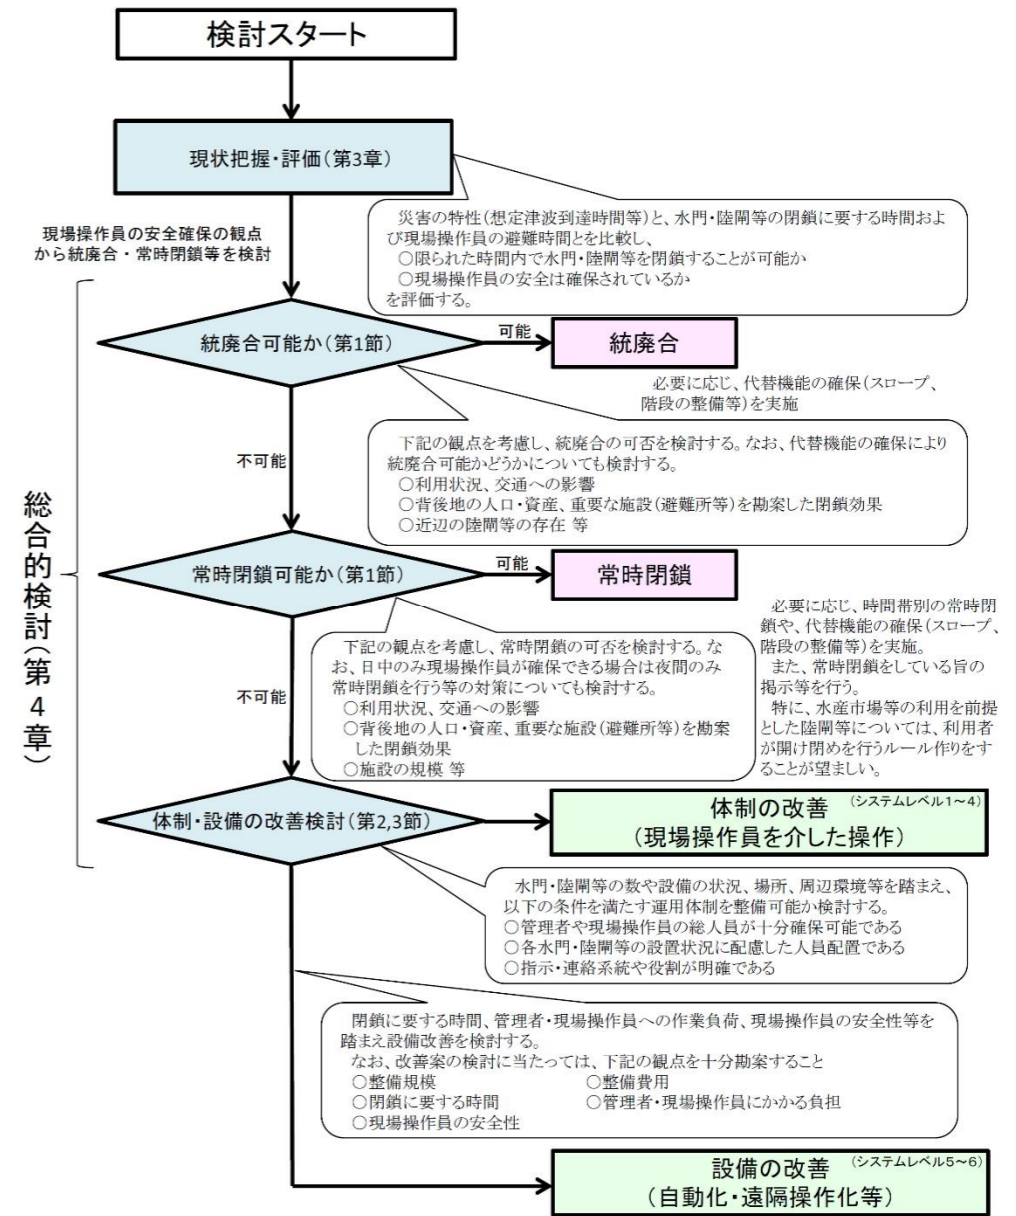 検討スタート
現状把握・評価(第3章)
災害の特性(想定津波到達時間等)と、水門・陸閘等の閉鎖に要する時間およ
び現場操作員の避難時間とを比較し、
○限られた時間内で水門・陸閘等を閉鎖することが可能か
○現場操作員の安全は確保されているか
を評価する。
現場操作員の安全確保の観点
から統廃合・常時閉鎖等を検討
総合的検討(第4章)
統廃合可能か(第1節)
可能
統廃合
必要に応じ、代替機能の確保(スロープ、
階段の整備等)を実施
不可能
下記の観点を考慮し、統廃合の可否を検討する。なお、代替機能の確保により
統廃合可能かどうかについても検討する。
○利用状況、交通への影響
○背後地の人口・資産、重要な施設(避難所等)を勘案した閉鎖効果
○近辺の陸閘等の存在 等
常時閉鎖可能か(第1節)
可能
常時閉鎖
必要に応じ、時間帯別の常時閉
鎖や、代替機能の確保(スロープ、
階段の整備等)を実施。
また、常時閉鎖をしている旨の
掲示等を行う。
特に、水産市場等の利用を前提
とした陸閘等については、利用者
が開け閉めを行うルール作りをす
ることが望ましい。
不可能
下記の観点を考慮し、常時閉鎖の可否を検討する。な
お、日中のみ現場操作員が確保できる場合は夜間のみ
常時閉鎖を行う等の対策についても検討する。
○利用状況、交通への影響
○背後地の人口・資産、重要な施設(避難所等)を勘案
した閉鎖効果
○施設の規模 等
体制・設備の改善検討(第2,3節)
体制の改善 (システムレベル1~4)
(現場操作員を介した操作)
水門・陸閘等の数や設備の状況、場所、周辺環境等を踏まえ、
以下の条件を満たす運用体制を整備可能か検討する。
○管理者や現場操作員の総人員が十分確保可能である
○各水門・陸閘等の設置状況に配慮した人員配置である
○指示・連絡系統や役割が明確である
閉鎖に要する時間、管理者・現場操作員への作業負荷、現場操作員の安全性等を
踏まえ設備改善を検討する。
なお、改善案の検討に当たっては、下記の観点を十分勘案すること
○整備規模 ○整備費用
○閉鎖に要する時間 ○管理者・現場操作員にかかる負担
○現場操作員の安全性
設備の改善 (システムレベル5~6)
(自動化・遠隔操作化等)